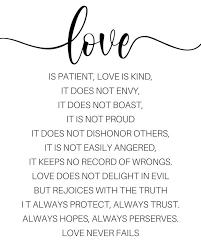 love
IS PATIENT, LOVE IS KIND,
IT DOES NOT ENVY,
IT DOES NOT BOAST,
IT IS NOT PROUD
IT DOES NOT DISHONOR OTHERS,
IT IS NOT EASILY ANGERED,
IT KEEPS NO RECORD OF WRONGS.
LOVE DOES NOT DELIGHT IN EVIL
BUT REJOICES WITH THE TRUTH
I T ALWAYS PROTECT, ALWAYS TRUST.
ALWAYS HOPES, ALWAYS PERSERVES.
LOVE NEVER FAILS